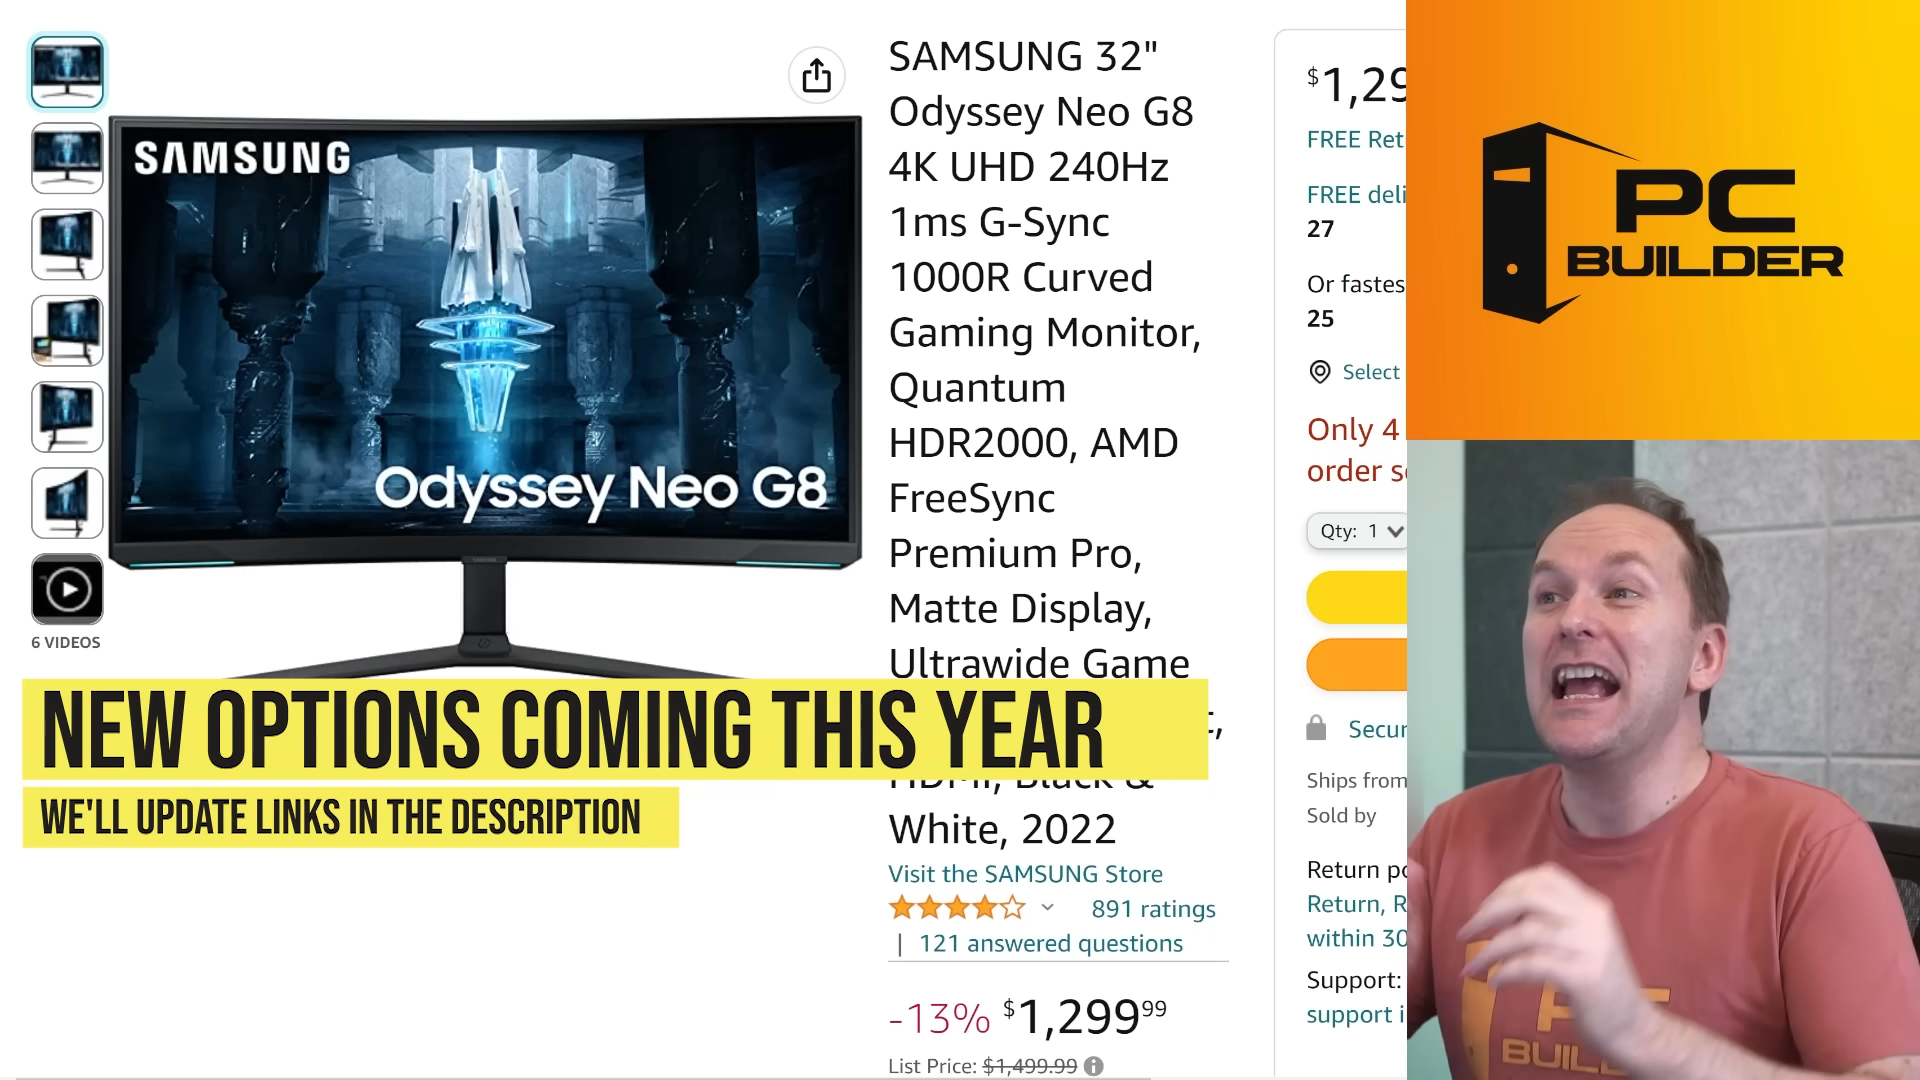 SAMSUNG
Odyssey Neo G8
6 VIDEOS
SAMSUNG 32"
Odyssey Neo G8
4K UHD 240Hz
1ms G-Sync
1000R Curved
Gaming Monitor,
Quantum
HDR2000, AMD
FreeSync
Premium Pro,
Matte Display,
Ultrawide Game
HDMI, Black &
White, 2022
Visit the SAMSUNG Store
891 ratings
| 121 answered questions
-13% $1,299.99
List Price: $1,499.99
NEW OPTIONS COMING THIS YEAR
WE'LL UPDATE LINKS IN THE DESCRIPTION
$1,29
FREE Ret
FREE deli
27
Or fastes
25
Select
Only 4
order s
Qty: 1
Secur
Ships from
Sold by
Return po
Return, R
within 30
Support:
support i
PC
BUILDER
P
BUIL